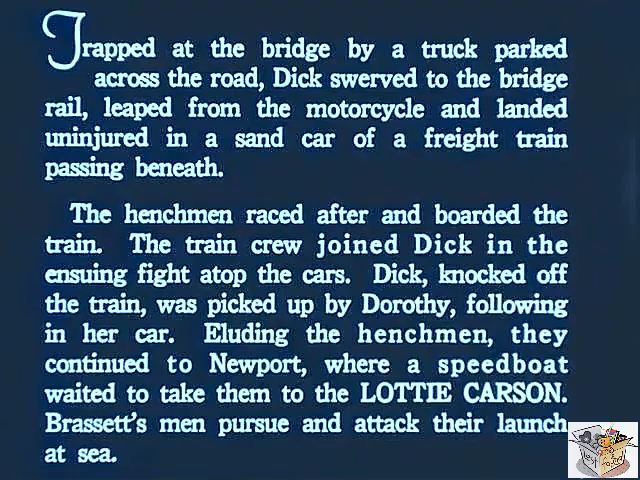 Trapped at the bridge by a truck parked
across the road, Dick swerved to the bridge
rail, leaped from the motorcycle and landed
uninjured in a sand car of a freight train
passing beneath.
The henchmen raced after and boarded the
train. The train crew joined Dick in the
ensuing fight atop the cars. Dick, knocked off
the train, was picked up by Dorothy, following
in her car. Eluding the henchmen, they
continued to Newport, where a speedboat
waited to take them to the LOTTIE CARSON.
Brassett's men pursue and attack their launch
at sea.